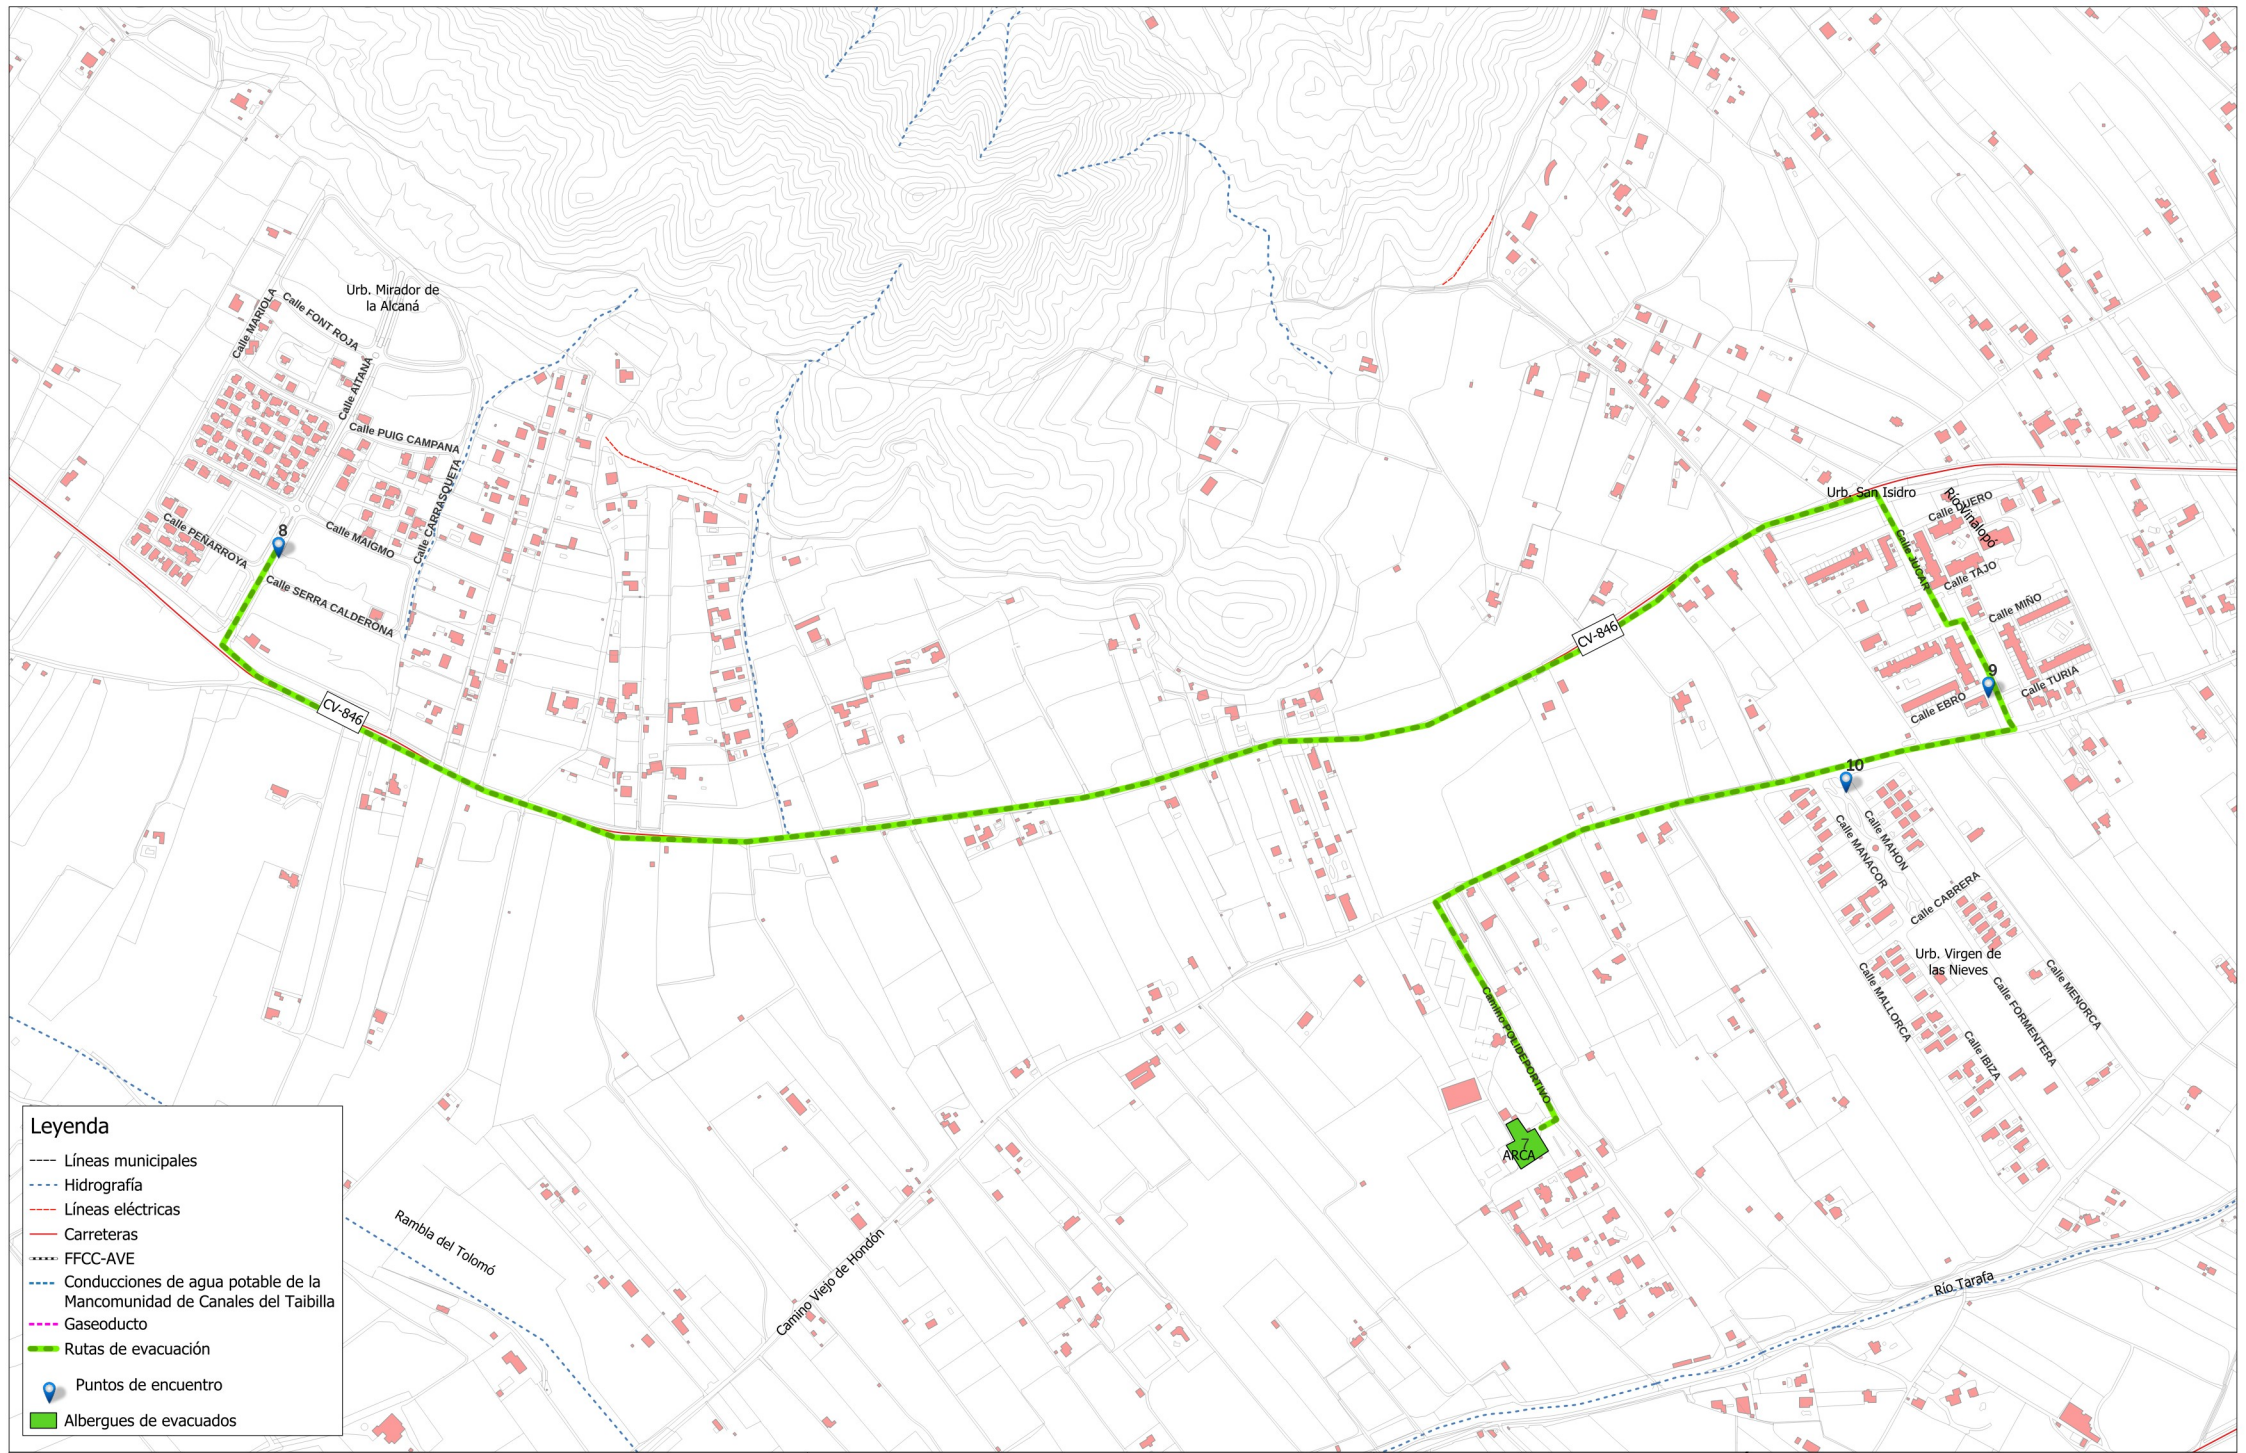 Urb. Mirador de
la Alcaná
Calle MARIOLA
Calle FONT ROJA
Calle AITANA
Calle PUIG CAMPANA
Calle CARRASQUETA
Calle MAIGMO
Calle PEÑARROYA
8
Calle SERRA CALDERONA
CV-846
CV-846
Urb. San Isidro
Río Vinalopó
Calle DUERO
Calle JUCAR
Calle TAJO
Calle MIÑO
9
Calle TURIA
Calle EBRO
10
Calle MAHON
Calle MANACOR
Calle CABRERA
Urb. Virgen de
las Nieves
Calle MALLORCA
Calle MENORCA
Calle FORMENTERA
Calle IBIZA
Camino POLIDEPORTIVO
7
ARCA
Río Tarafa
Camino Viejo de Hondón
Rambla del Tolomó
Leyenda
Líneas municipales
Hidrografía
Líneas eléctricas
Carreteras
FFCC-AVE
Conducciones de agua potable de la
Mancomunidad de Canales del Taibilla
Gaseoducto
Rutas de evacuación
Puntos de encuentro
Albergues de evacuados